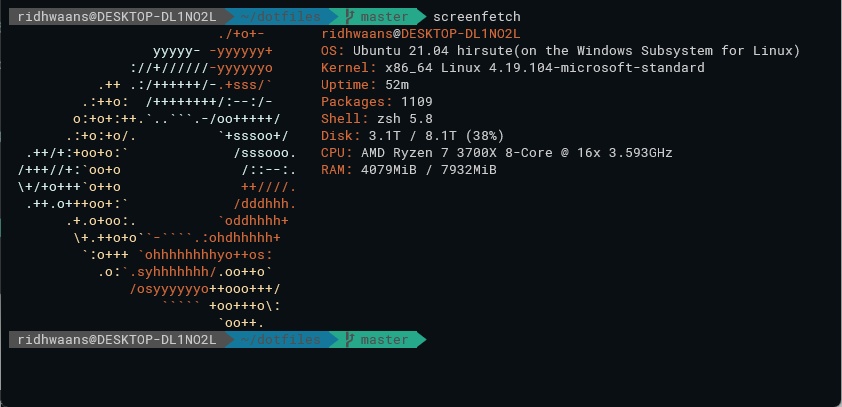 ridhwaans@DESKTOP-DL1NO2L ~/dotfiles master screenfetch
./+o+- ridhwaans@DESKTOP-DL1NO2L
yyyyy- -yyyyyy+ OS: Ubuntu 21.04 hirsute(on the Windows Subsystem for Linux)
://+//////-yyyyyyo Kernel: x86_64 Linux 4.19.104-microsoft-standard
.++ .:/++++++/-.+sss/` Uptime: 52m
.:++o: /++++++++/:--:/- Packages: 1109
o:+o+:++.`..```.-/oo+++++/ Shell: zsh 5.8
.:+o:+o/. `+sssoo+/ Disk: 3.1T / 8.1T (38%)
.++/+:+oo+o:` /sssooo. CPU: AMD Ryzen 7 3700X 8-Core @ 16x 3.593GHz
/+++//+:`oo+o /::--:. RAM: 4079MiB / 7932MiB
\+/+o+++`o++o ++////.
.++.o+++oo+:` /dddhhh.
.+.o+oo:. `oddhhhh+
\+.++o+o``-````.:ohdhhhhh+
`:o+++ `ohhhhhhhhyo++os:
.o:`.syhhhhhhh/.oo++o`
/osyyyyyyo++ooo+++/
````` +oo+++o\:
`oo++.
ridhwaans@DESKTOP-DL1NO2L ~/dotfiles master